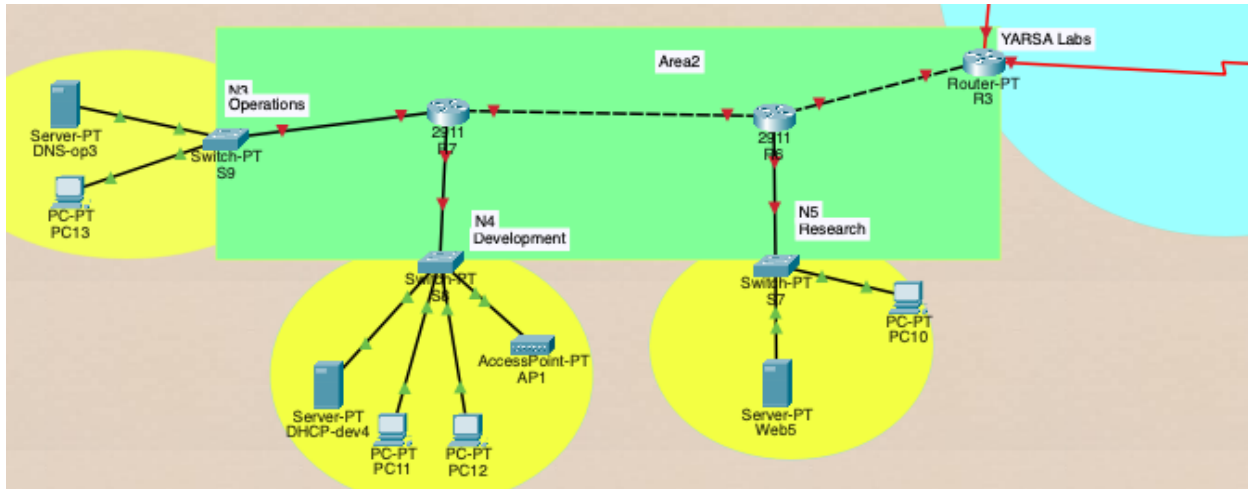 YARSA Labs
Area2
Router-PT
R3
N3
Operations
2911
R7
2911
Server-PT
DNS-op3
Switch-PT
S9
PC-PT
PC13
N4
Development
N5
Research
Switch-PT
Switch-PT
S7
PC-PT
PC10
AccessPoint-PT
AP1
Server-PT
DHCP-dev4
PC-PT
PC11
PC-PT
PC12
Server-PT
Web5